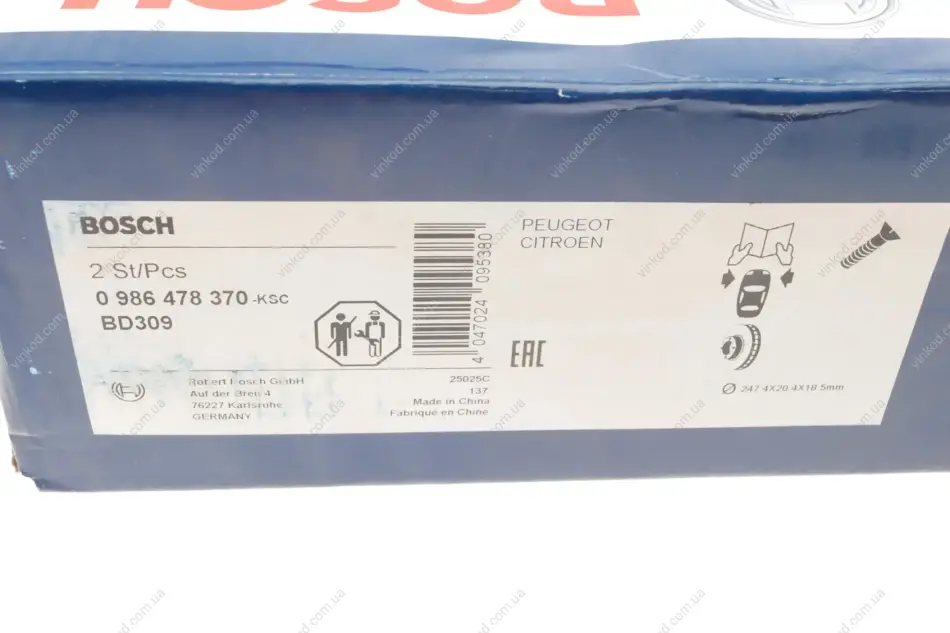 BOSCH
BOSCH
2 St/Pcs
0 986 478 370 -KSC
BD309
Robert Bosch GmbH
Auf der Breit 4
76227 Karlsruhe
GERMANY
25025C
137
Made in China
Fabriqué en Chine
4 047024 095380
PEUGEOT
CITROEN
EAC
Ø 247.4X20.4X18.5mm
vinkod.com.ua